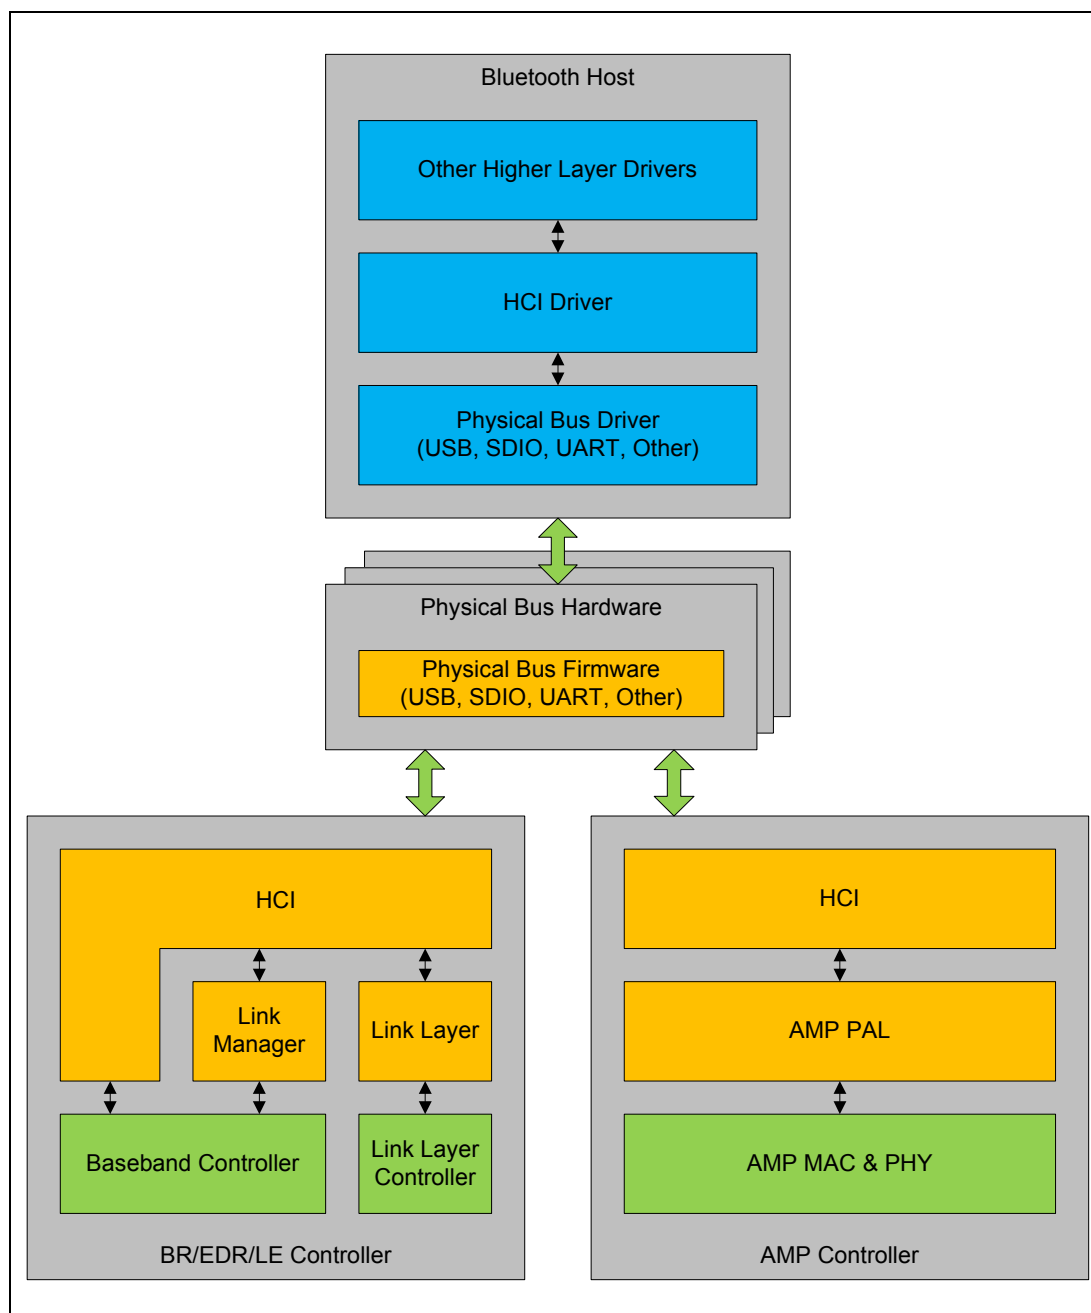 Bluetooth Host
Other Higher Layer Drivers
HCI Driver
Physical Bus Driver
(USB, SDIO, UART, Other)
Physical Bus Hardware
Physical Bus Firmware
(USB, SDIO, UART, Other)
HCI
Link
Manager
Link Layer
Baseband Controller
Link Layer
Controller
BR/EDR/LE Controller
HCI
AMP PAL
AMP MAC & PHY
AMP Controller